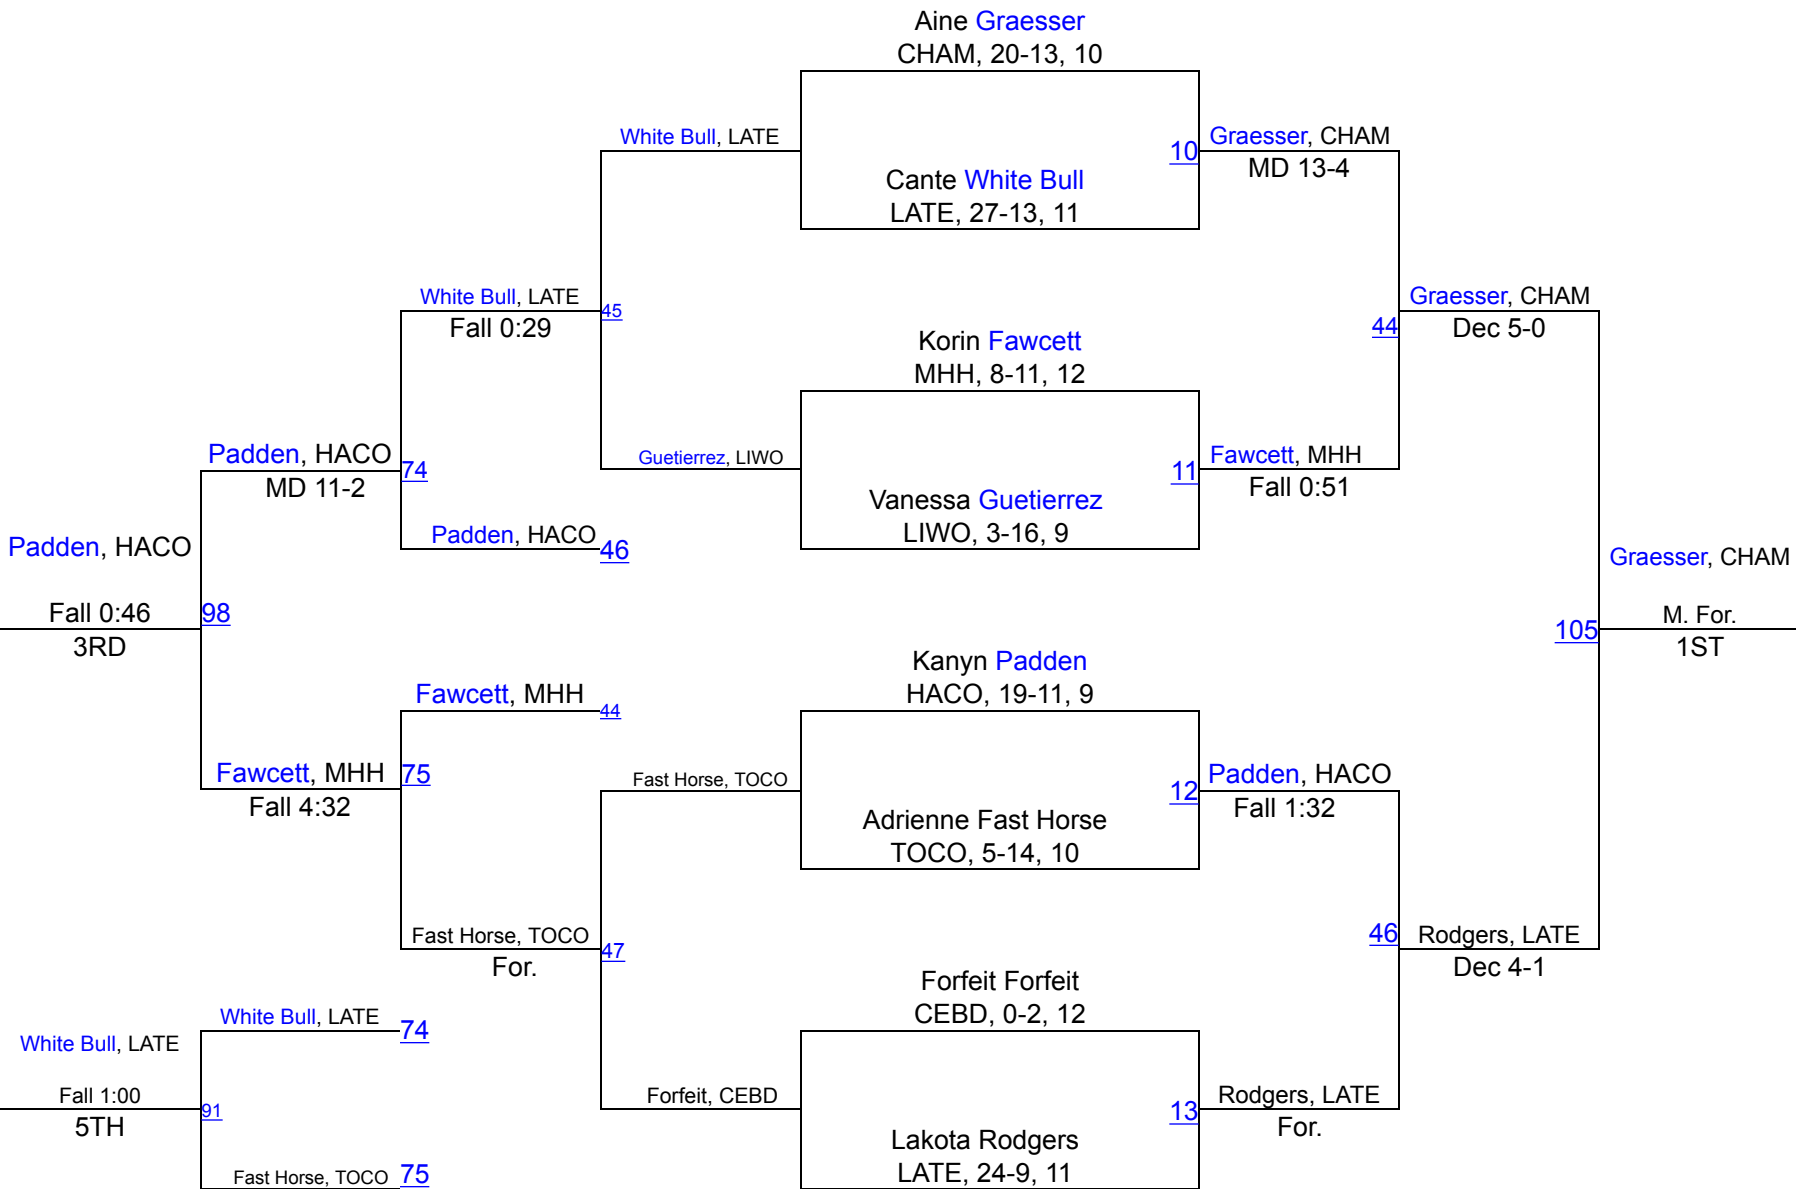 Aine Graesser
CHAM, 20-13, 10
White Bull, LATE
10
Graesser, CHAM
MD 13-4
Cante White Bull
LATE, 27-13, 11
White Bull, LATE
Fall 0:29
45
Korin Fawcett
MHH, 8-11, 12
44
Graesser, CHAM
Dec 5-0
Padden, HACO
MD 11-2
74
Guetierrez, LIWO
11
Fawcett, MHH
Fall 0:51
Vanessa Guetierrez
LIWO, 3-16, 9
Padden, HACO
46
Padden, HACO
Fall 0:46
3RD
98
Graesser, CHAM
M. For.
1ST
105
Kanyn Padden
HACO, 19-11, 9
Fawcett, MHH
44
Fawcett, MHH
Fall 4:32
75
Fast Horse, TOCO
12
Padden, HACO
Fall 1:32
Adrienne Fast Horse
TOCO, 5-14, 10
Fast Horse, TOCO
For.
47
46
Rodgers, LATE
Dec 4-1
Forfeit Forfeit
CEBD, 0-2, 12
White Bull, LATE
74
White Bull, LATE
Fall 1:00
5TH
91
Forfeit, CEBD
13
Rodgers, LATE
For.
Lakota Rodgers
LATE, 24-9, 11
Fast Horse, TOCO
75